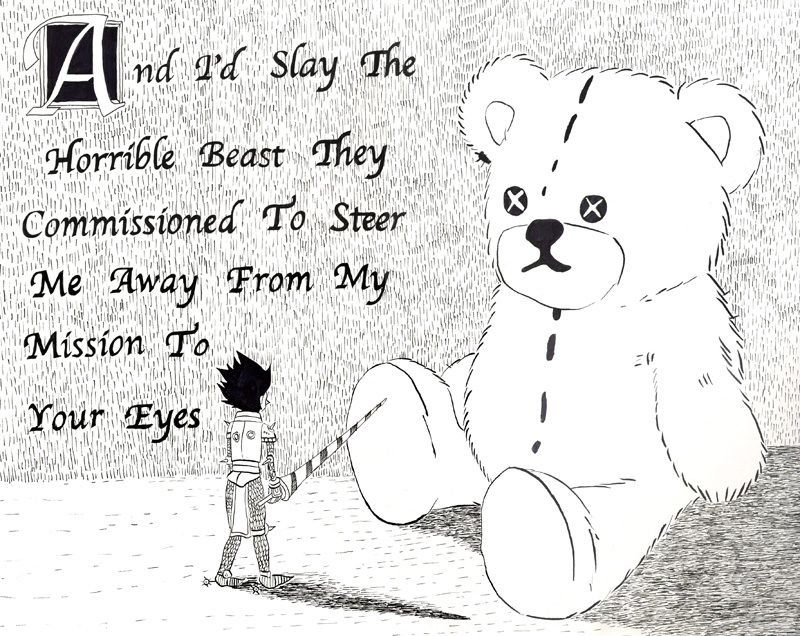 And I'd Slay The
Horrible Beast They
Commissioned To Steer
Me Away From My
Mission To
Your Eyes